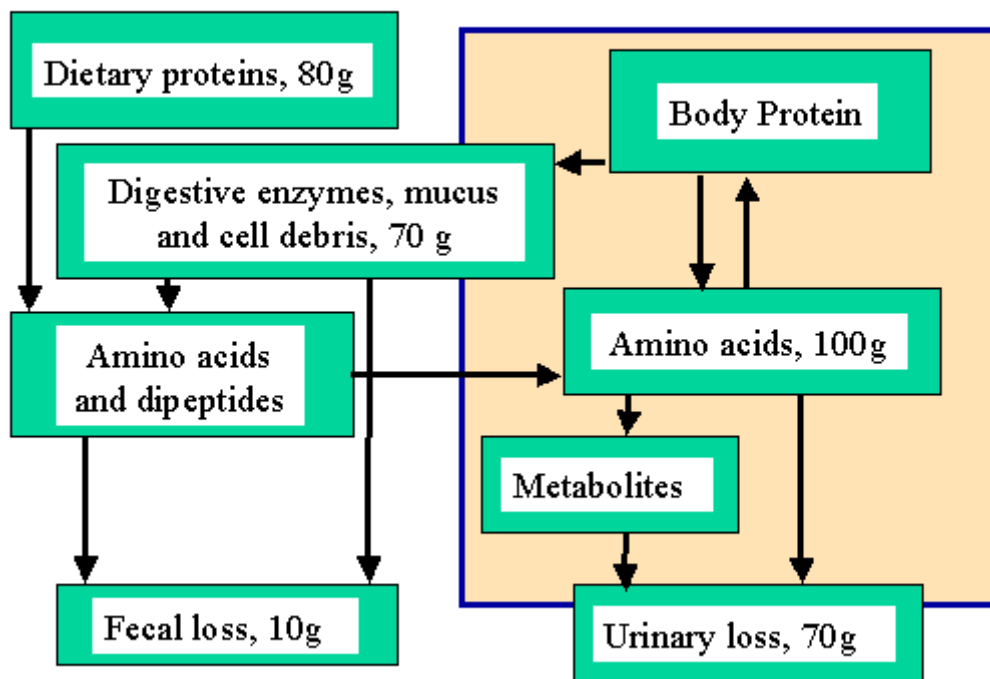 Dietary proteins, 80g
Body Protein
Digestive enzymes, mucus
and cell debris, 70 g
Amino acids
and dipeptides
Amino acids, 100g
Metabolites
Fecal loss, 10g
Urinary loss, 70g